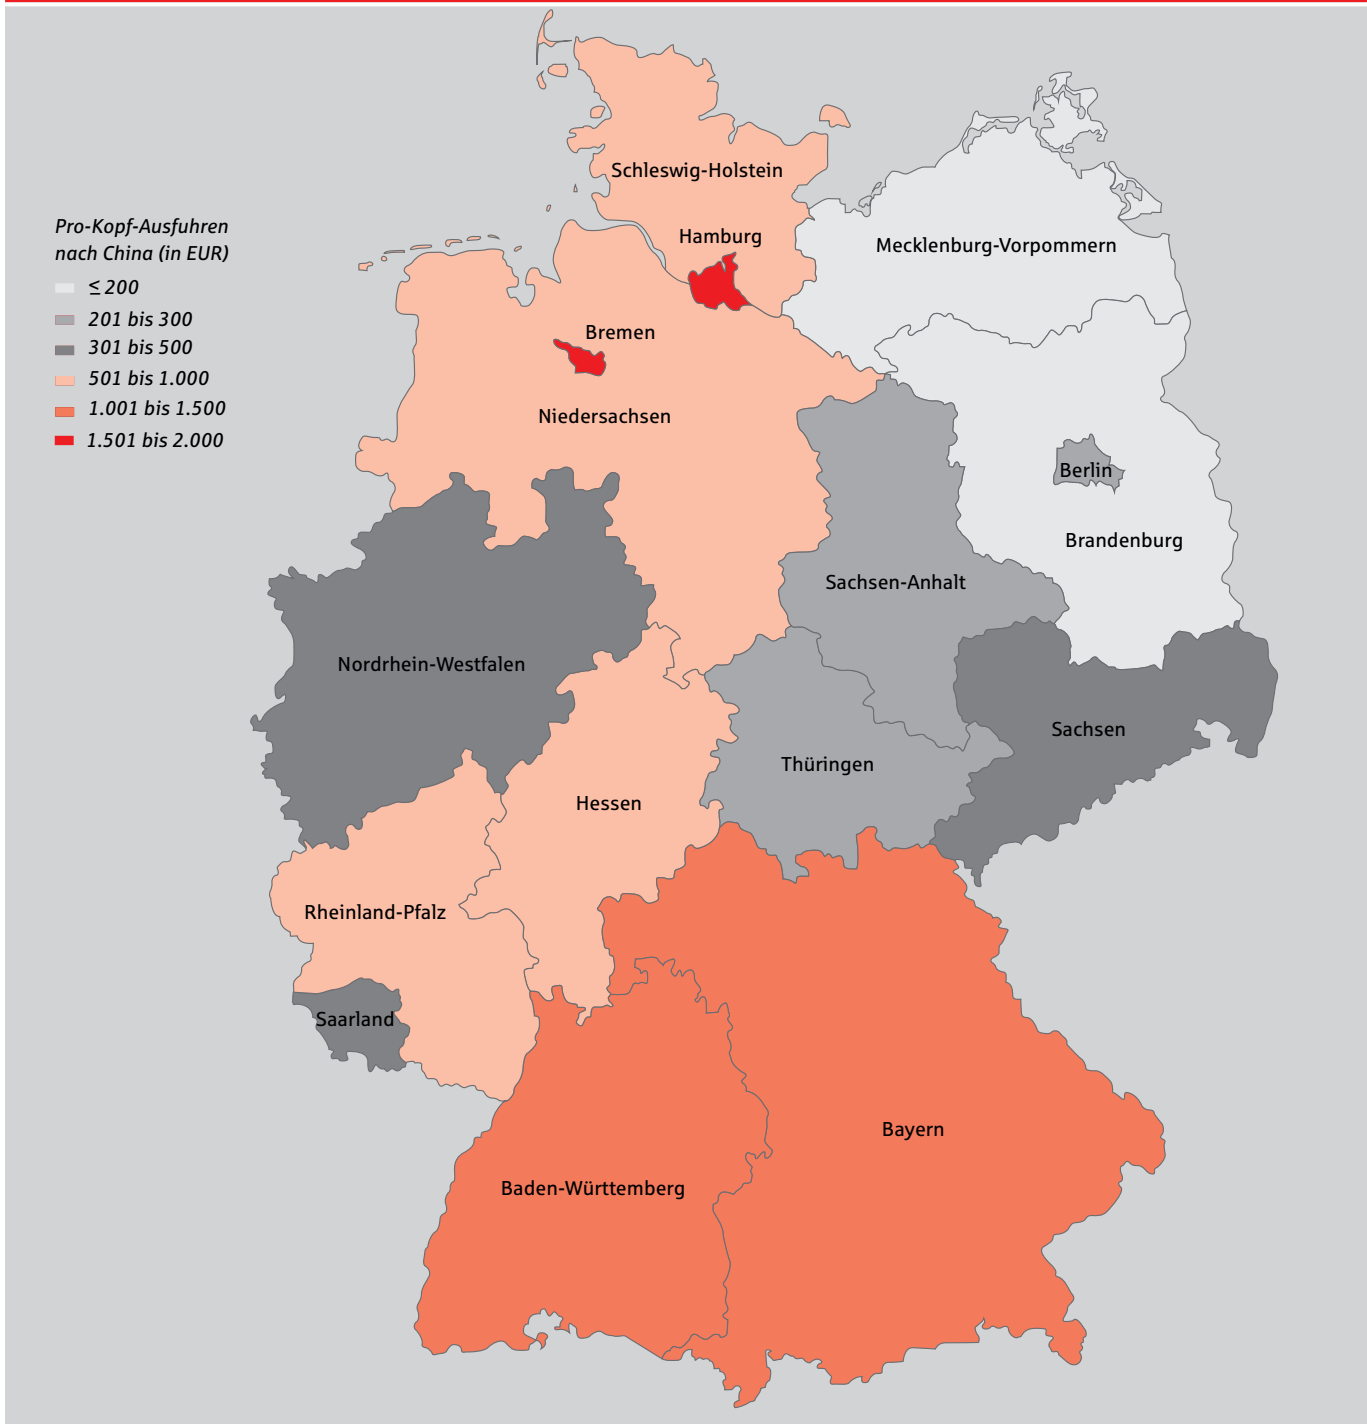 Pro-Kopf-Ausfuhren
nach China (in EUR)
≤ 200
201 bis 300
301 bis 500
501 bis 1.000
1.001 bis 1.500
1.501 bis 2.000
Schleswig-Holstein
Hamburg
Mecklenburg-Vorpommern
Bremen
Niedersachsen
Berlin
Brandenburg
Sachsen-Anhalt
Nordrhein-Westfalen
Sachsen
Thüringen
Hessen
Rheinland-Pfalz
Saarland
Bayern
Baden-Württemberg